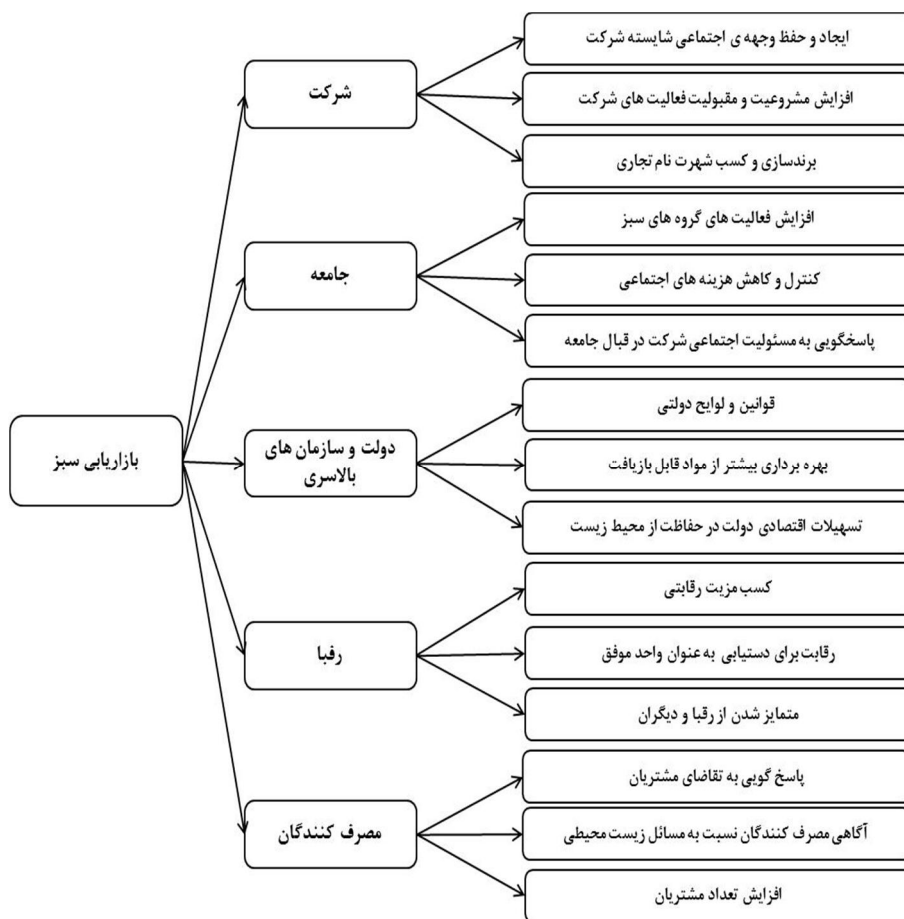 بازاریابی سبز
شرکت
ایجاد و حفظ وجهه ی اجتماعی شایسته شرکت
افزایش مشروعیت و مقبولیت فعالیت های شرکت
برندسازی و کسب شهرت نام تجاری
جامعه
افزایش فعالیت های گروه های سبز
کنترل و کاهش هزینه های اجتماعی
پاسخگویی به مسئولیت اجتماعی شرکت در قبال جامعه
دولت و سازمان های
بالاسری
قوانین و لوایح دولتی
بهره برداری بیشتر از مواد قابل بازیافت
تسهیلات اقتصادی دولت در حفاظت از محیط زیست
رقبا
کسب مزیت رقابتی
رقابت برای دستیابی به عنوان واحد موفق
متمایز شدن از رقبا و دیگران
مصرف کنندگان
پاسخ گویی به تقاضای مشتریان
آگاهی مصرف کنندگان نسبت به مسائل زیست محیطی
افزایش تعداد مشتریان